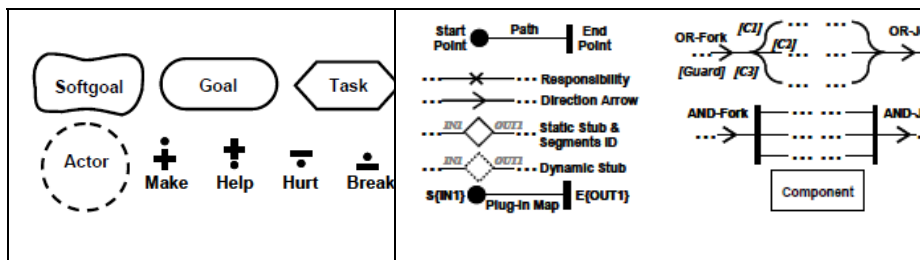 Softgoal
Goal
Task
Actor
Make
Help
Hurt
Break
Start
Point
Path
End
Point
Responsibility
Direction Arrow
IN1
OUT1
Static Stub &
Segments ID
IN1
OUT1
Dynamic Stub
S{IN1}
Plug-in Map
E{OUT1}
OR-Fork
[C1]
[C2]
[Guard]
[C3]
OR-J
AND-Fork
AND-J
Component